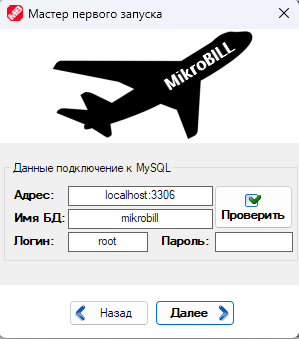 Мастер первого запуска
MikroBILL
Данные подключение к MySQL
Адрес: localhost:3306
Имя БД: mikrobill
Проверить
Логин: root Пароль:
Назад Далее